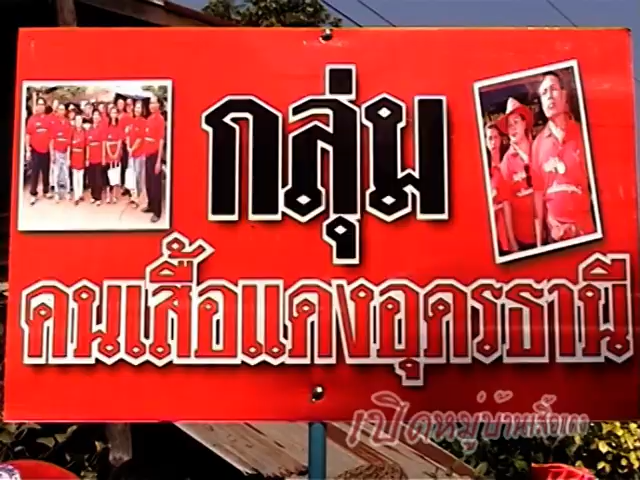 กลุ่ม
คนเสื้อแดงอุดรธานี
เปิดหมู่บ้านเสื้อแดง